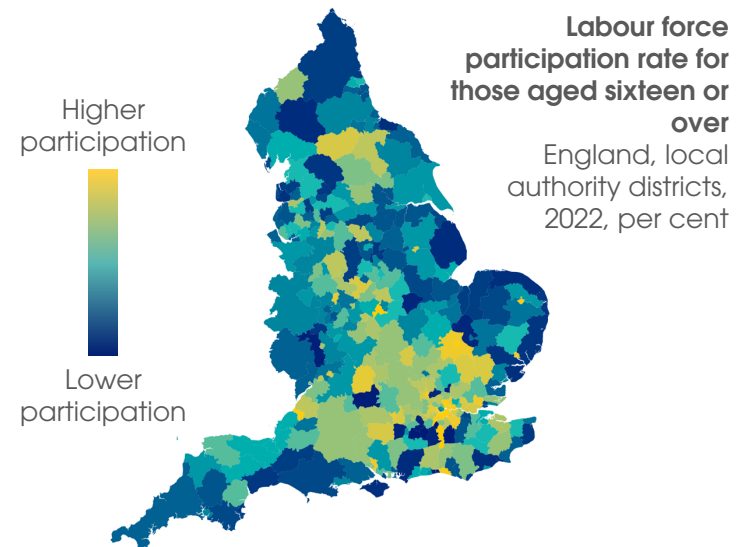 Labour force
participation rate for
those aged sixteen or
over
England, local
authority districts,
2022, per cent
Higher
participation
Lower
participation